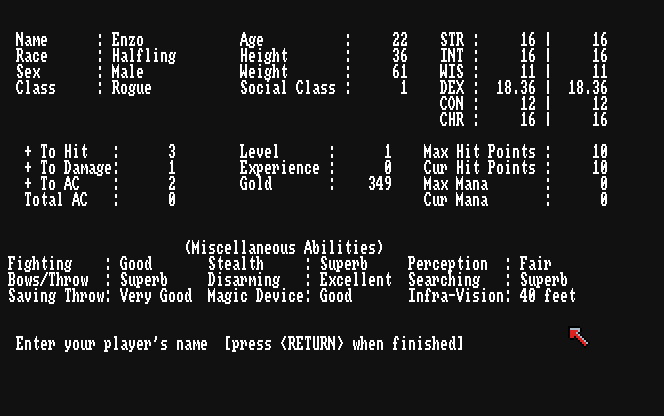 Name : Enzo Age : 22 STR : 16 | 16
Race : Halfling Height : 36 INT : 16 | 16
Sex : Male Weight : 61 WIS : 11 | 11
Class : Rogue Social Class : 1 DEX : 18.36 | 18.36
CON : 12 | 12
CHR : 16 | 16
+ To Hit : 3 Level : 1 Max Hit Points : 10
+ To Damage: 1 Experience : 0 Cur Hit Points : 10
+ To AC : 2 Gold : 349 Max Mana : 0
Total AC : 0 Cur Mana : 0
(Miscellaneous Abilities)
Fighting : Good Stealth : Superb Perception : Fair
Bows/Throw : Superb Disarming : Excellent Searching : Superb
Saving Throw: Very Good Magic Device: Good Infra-Vision: 40 feet
Enter your player's name [press <RETURN> when finished]